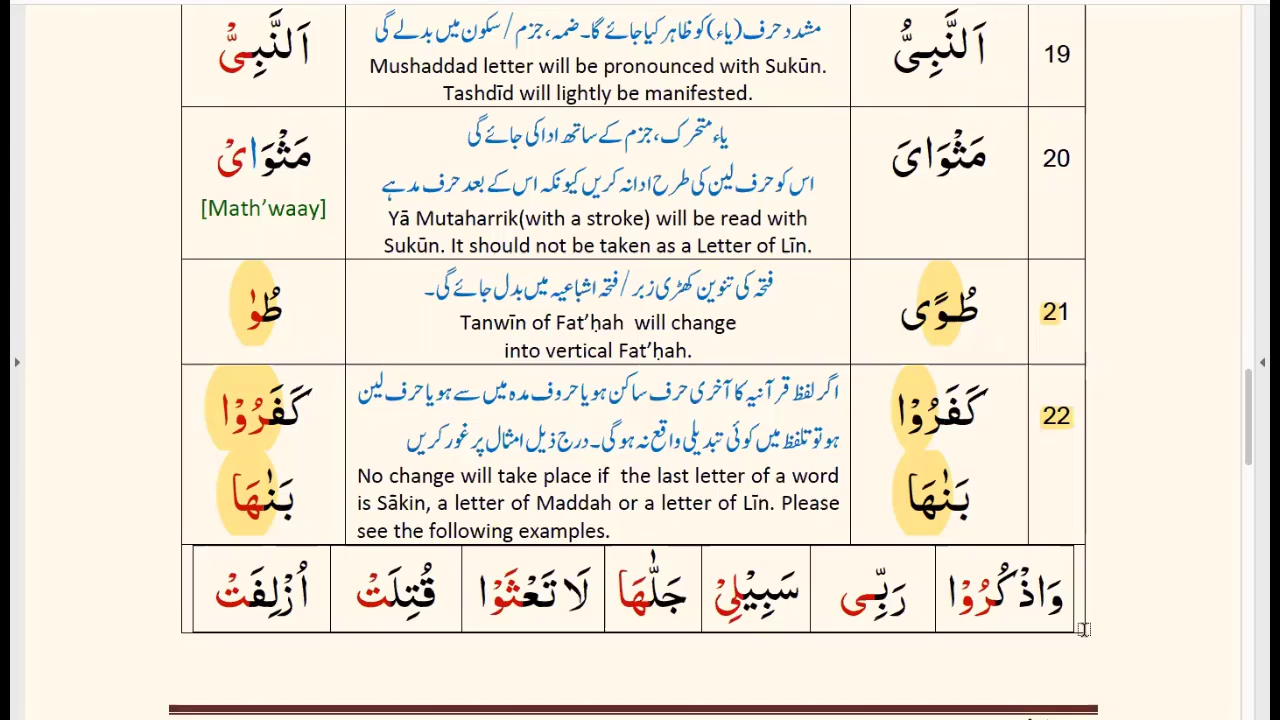 19
اَلنَّبِیُّ
مشدد حرف (یاء) کو ظاہر کیا جائے گا۔ ضمہ، جزم / سکون میں بدلے گی
Mushaddad letter will be pronounced with Sukūn.
Tashdīd will lightly be manifested.
اَلنَّبِیّْ
20
مَثْوَایَ
یاء متحرک، جزم کے ساتھ ادا کی جائے گی
اس کو حرف لین کی طرح ادا نہ کریں کیونکہ اس کے بعد حرف مد ہے
Yā Mutaharrik(with a stroke) will be read with
Sukūn. It should not be taken as a Letter of Līn.
مَثْوَایْ
[Math’waay]
21
طُوًی
فتحہ کی تنوین کھڑی زبر / فتحہ اشباعیہ میں بدل جائے گی۔
Tanwīn of Fat’ḥah will change
into vertical Fat’ḥah.
طُوٰ
22
کَفَرُوْا
بَنٰهَا
اگر لفظ قرآنیہ کا آخری حرف ساکن ہو یا حروف مدہ میں سے ہو یا حرف لین
ہو تو تلفظ میں کوئی تبدیلی واقع نہ ہوگی۔ درج ذیل امثال پر غور کریں
No change will take place if the last letter of a word
is Sākin, a letter of Maddah or a letter of Līn. Please
see the following examples.
کَفَرُوْا
بَنٰهَا
وَاذْکُرُوْا رَبِّی سَبِیْلِیْ جَلّٰهَا لَا تَعْثَوْا قُتِلَتْ اُزْلِفَتْ